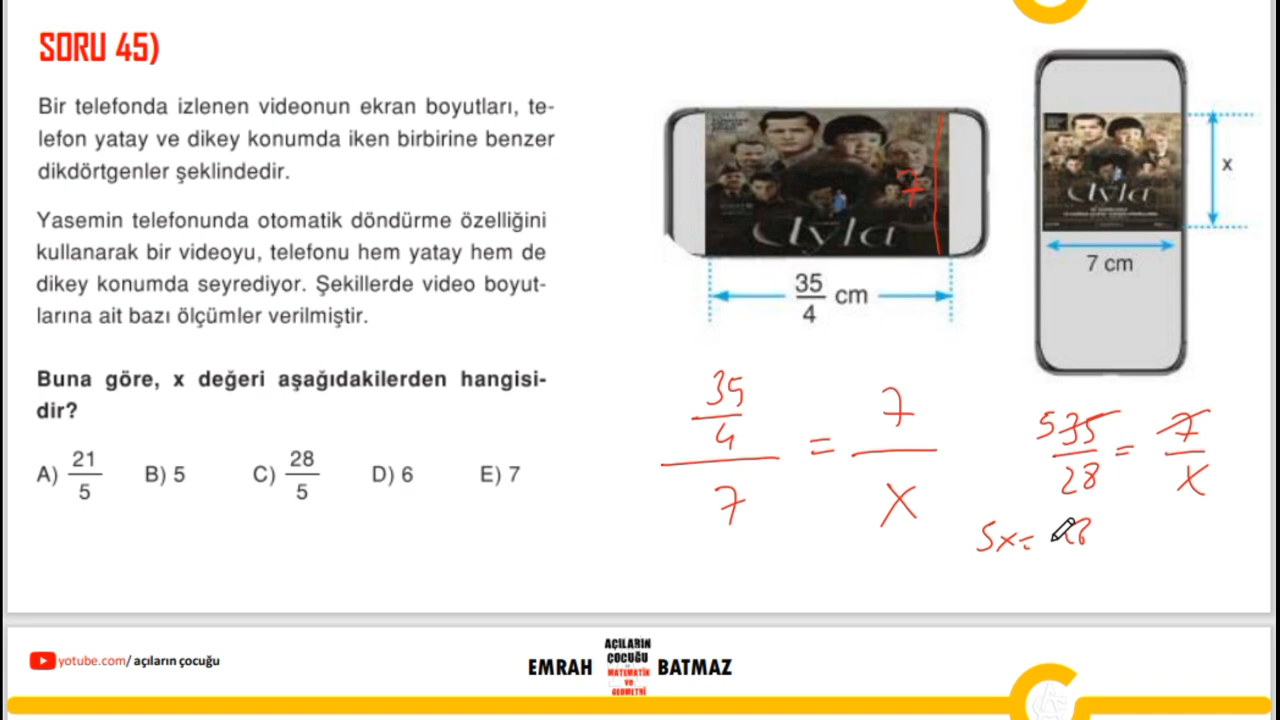 SORU 45)
Bir telefonda izlenen videonun ekran boyutları, te-
lefon yatay ve dikey konumda iken birbirine benzer
dikdörtgenler şeklindedir.
Yasemin telefonunda otomatik döndürme özelliğini
kullanarak bir videoyu, telefonu hem yatay hem de
dikey konumda seyrediyor. Şekillerde video boyut-
larına ait bazı ölçümler verilmiştir.
Buna göre, x değeri aşağıdakilerden hangisi-
dir?
A) 21/5 B) 5 C) 28/5 D) 6 E) 7
Ayla
7
35/4 cm
Ayla
x
7 cm
35/4 / 7 = 7/X
5 35/28 = 7/X
5x=
yotube.com/ açıların çocuğu
EMRAH
AÇILARIN
ÇOCUĞU
MATEMATİK
ve
GEOMETRİ
BATMAZ